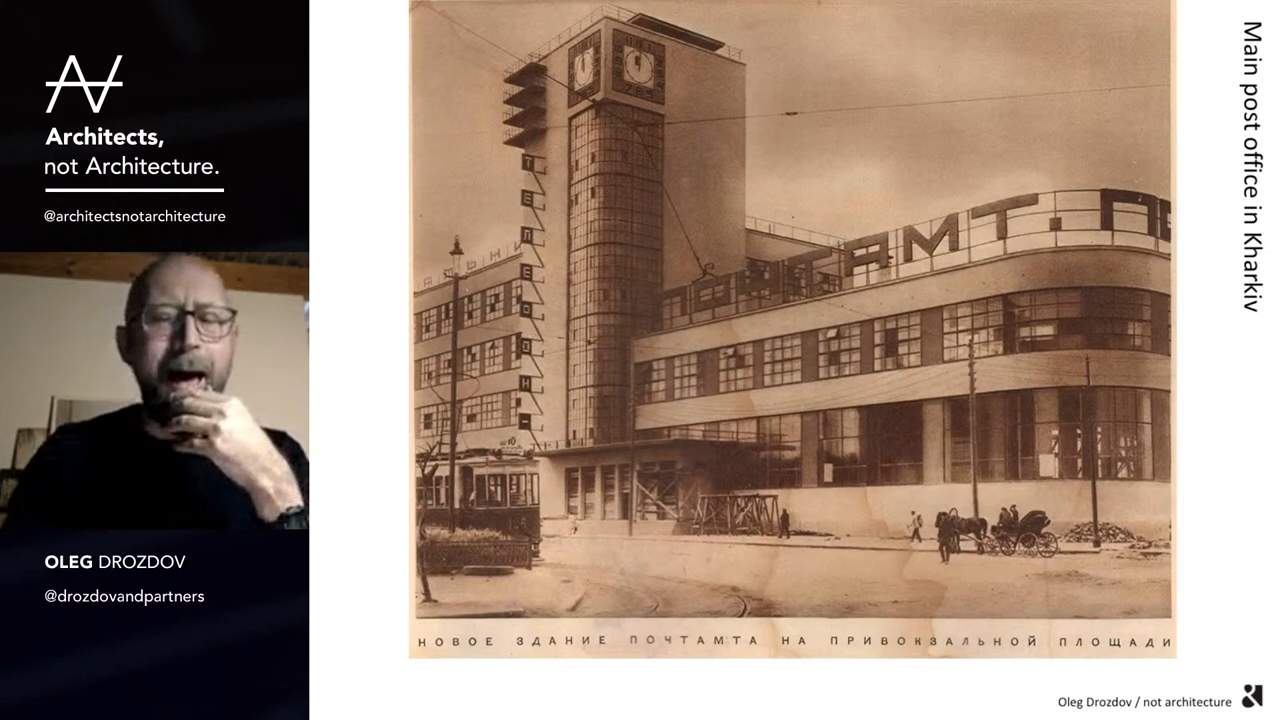 Architects,
not Architecture.
@architectsnotarchitecture
OLEG DROZDOV
@drozdovandpartners
Main post office in Kharkiv
ПОЧТАМТ.
НОВОЕ ЗДАНИЕ ПОЧТАМТА НА ПРИВОКЗАЛЬНОЙ ПЛОЩАДИ
Oleg Drozdov / not architecture